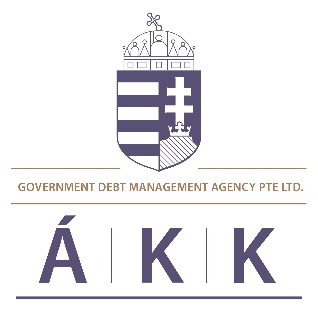 GOVERNMENT DEBT MANAGEMENT AGENCY PTE LTD.
Á K K